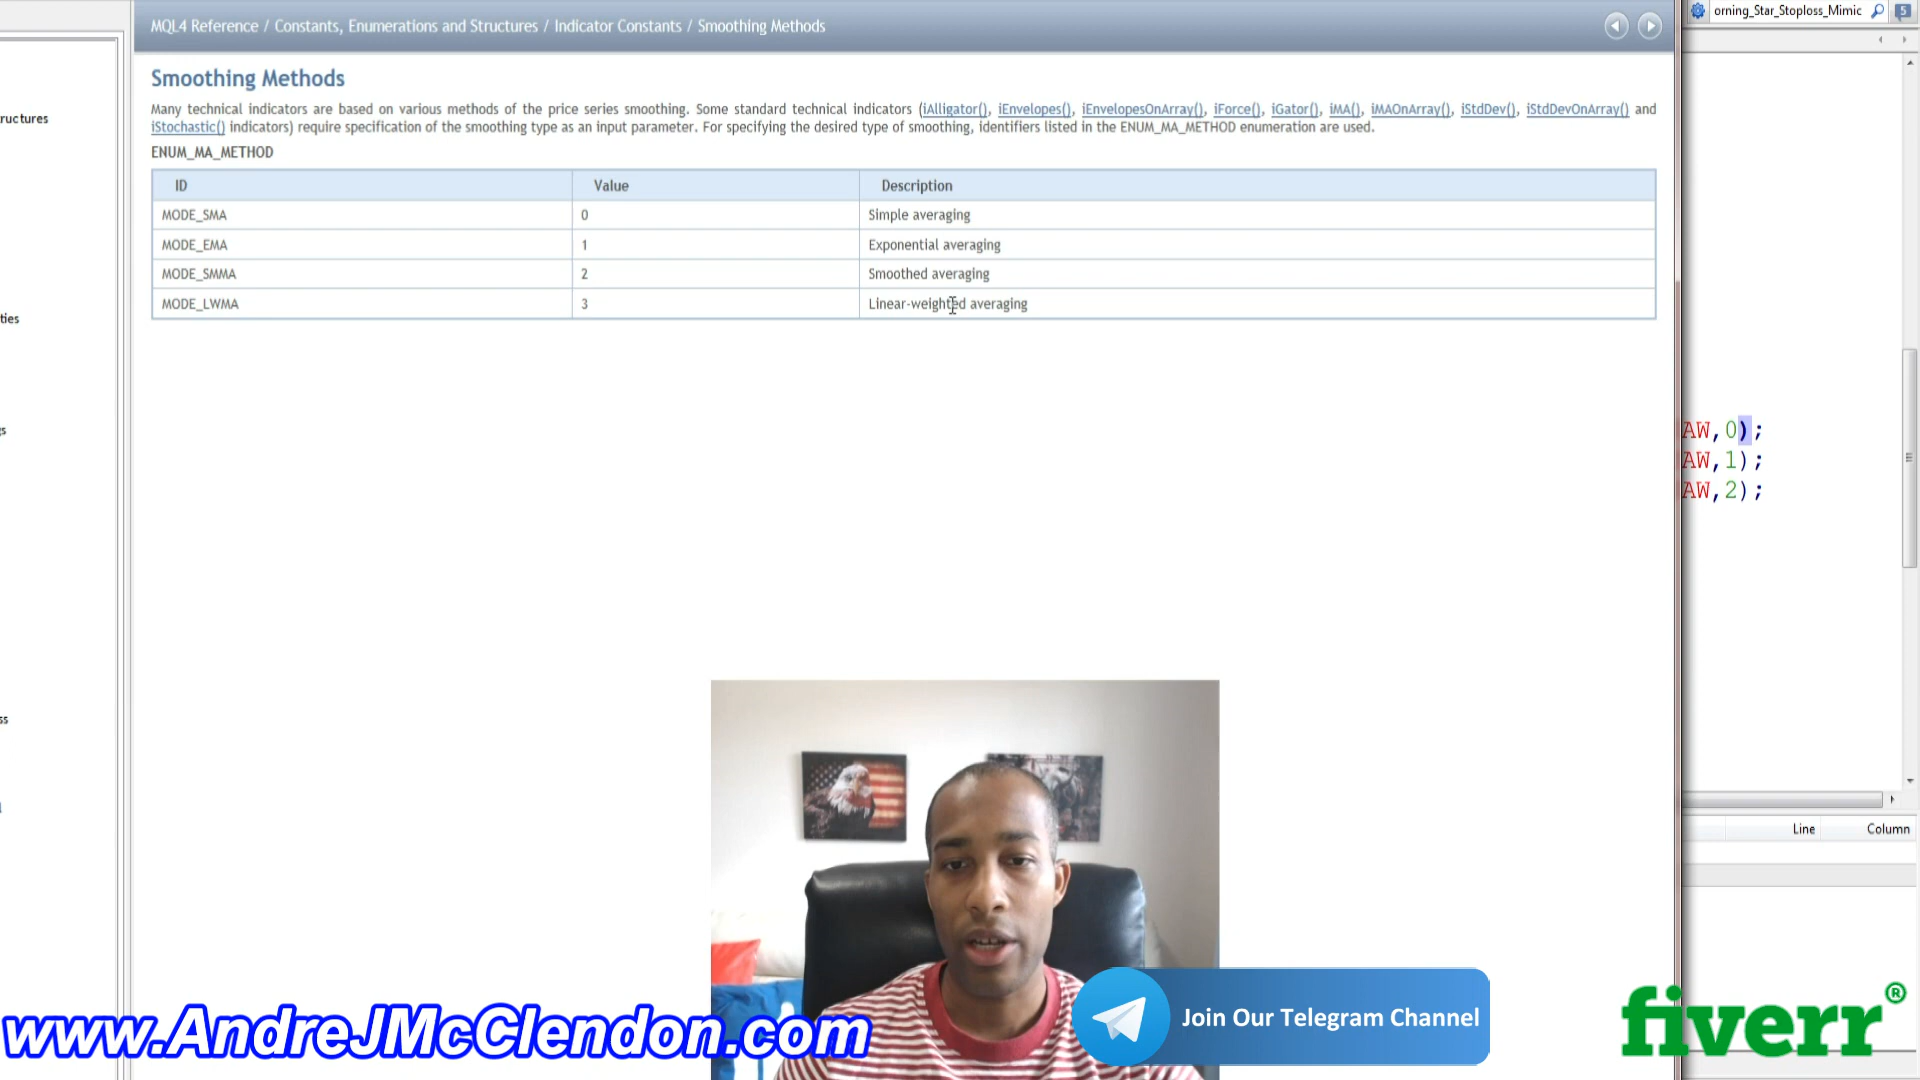 MQL4 Reference / Constants, Enumerations and Structures / Indicator Constants / Smoothing Methods
orning_Star_Stoploss_Mimic
5
Smoothing Methods
Many technical indicators are based on various methods of the price series smoothing. Some standard technical indicators (iAlligator(), iEnvelopes(), iEnvelopesOnArray(), iForce(), iGator(), iMA(), iMAOnArray(), iStdDev(), iStdDevOnArray() and
iStochastic() indicators) require specification of the smoothing type as an input parameter. For specifying the desired type of smoothing, identifiers listed in the ENUM_MA_METHOD enumeration are used.
ructures
ENUM_MA_METHOD
ID Value Description
MODE_SMA 0 Simple averaging
MODE_EMA 1 Exponential averaging
MODE_SMMA 2 Smoothed averaging
MODE_LWMA 3 Linear-weighted averaging
ties
gs
ss
AW,0);
AW,1);
AW,2);
Line Column
www.AndreJMcClendon.com
Join Our Telegram Channel
fiverr®